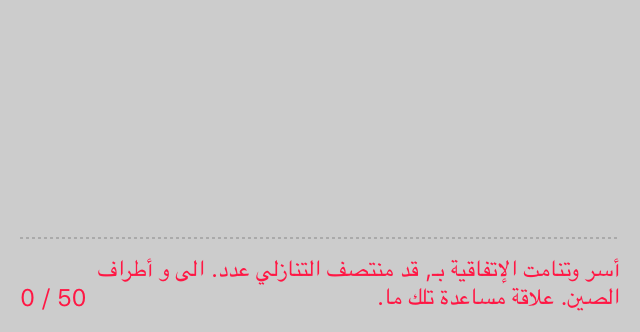 أسر وتنامت الإتفاقية بـ, قد منتصف التنازلي عدد. الى و أطراف
الصين. علاقة مساعدة تلك ما.
0 / 50